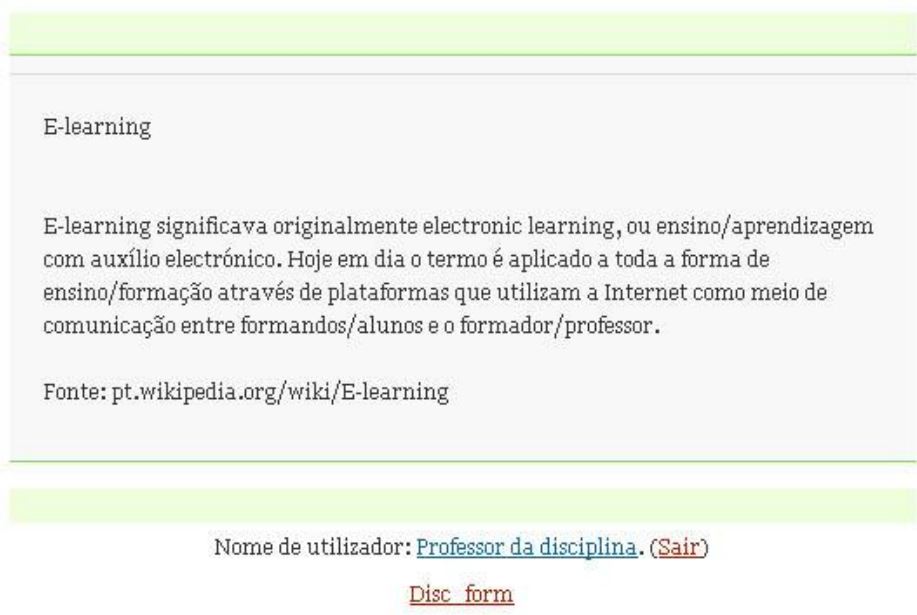 E-learning
E-learning significava originalmente electronic learning, ou ensino/aprendizagem
com auxílio electrónico. Hoje em dia o termo é aplicado a toda a forma de
ensino/formação através de plataformas que utilizam a Internet como meio de
comunicação entre formandos/alunos e o formador/professor.
Fonte: pt.wikipedia.org/wiki/E-learning
Nome de utilizador: Professor da disciplina. (Sair)
Disc_form